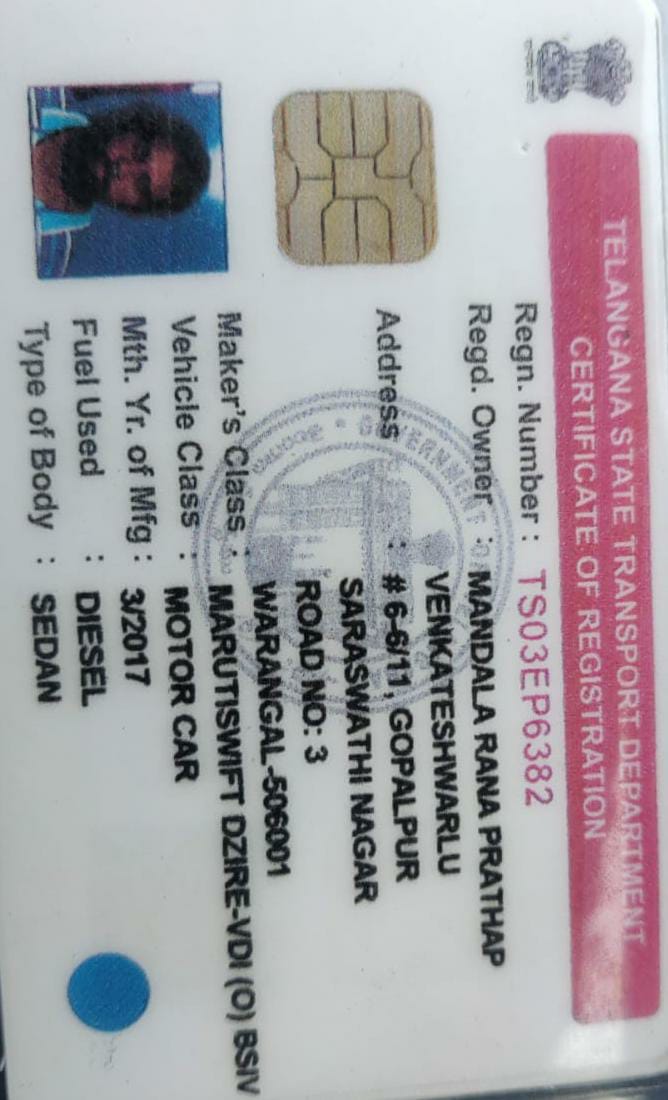 TELANGANA STATE TRANSPORT DEPARTMENT
CERTIFICATE OF REGISTRATION
Regn. Number : TS03EP6382
Regd. Owner : MANDALA RANA PRATHAP
VENKATESHWARLU
Address : # 6-6/11, GOPALPUR
SARASWATHI NAGAR
ROAD NO: 3
WARANGAL-506001
Maker's Class : MARUTISWIFT DZIRE-VDI (O) BSIV
Vehicle Class : MOTOR CAR
Mth. Yr. of Mfg : 3/2017
Fuel Used : DIESEL
Type of Body : SEDAN
GOVERNMENT